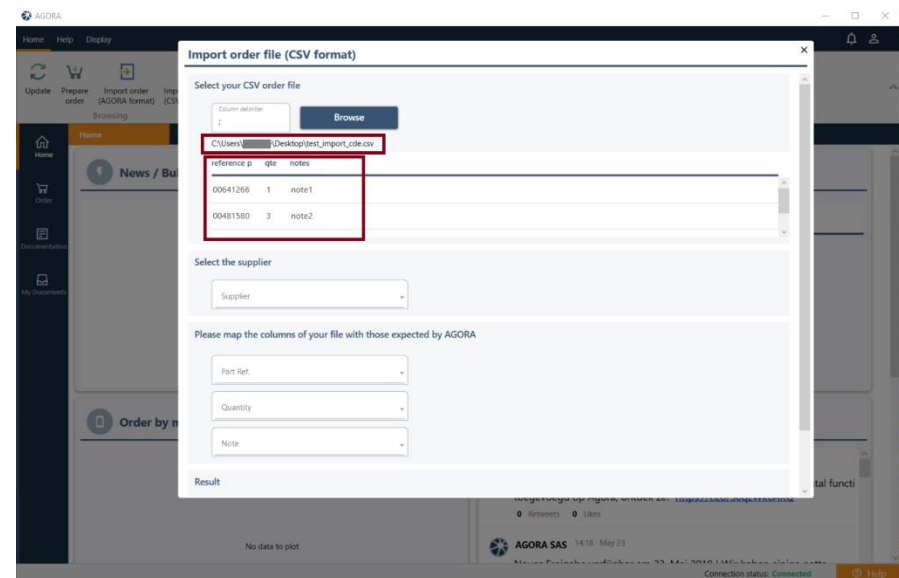 AGORA
Home Help Display
Update
Prepare order
Import order (AGORA format)
Browsing
Home
Home
Order
Documentation
My Documents
News /
Order by
No data to plot
Import order file (CSV format)
Select your CSV order file
Column delimiter
;
Browse
C:\Users\ \Desktop\test_import_cde.csv
reference p qte notes
00641266 1 note1
00481580 3 note2
Select the supplier
Supplier
Please map the columns of your file with those expected by AGORA
Part Ref.
Quantity
Note
Result
0 Retweets 0 Likes
AGORA SAS 14:18 May 23
Connection status: Connected
Help